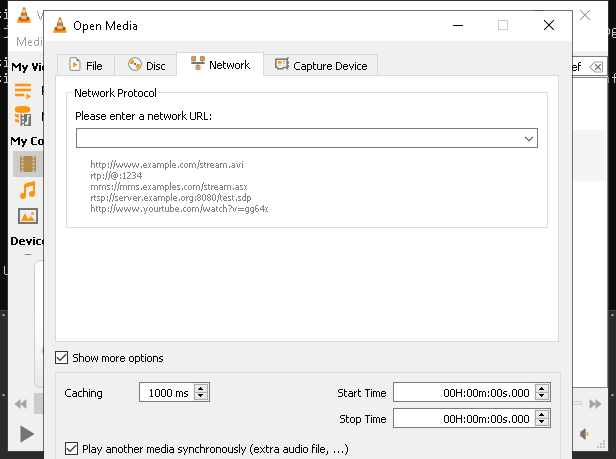 Open Media
Medi
File
Disc
Network
Capture Device
ef
My Vi
Network Protocol
Please enter a network URL:
http://www.example.com/stream.avi
rtp://@:1234
mms://mms.examples.com/stream.asx
rtsp://server.example.org:8080/test.sdp
http://www.yourtube.com/watch?v=gg64x
My Co
Device
Show more options
Caching
1000 ms
Start Time
00H:00m:00s.000
Stop Time
00H:00m:00s.000
Play another media synchronously (extra audio file, ...)